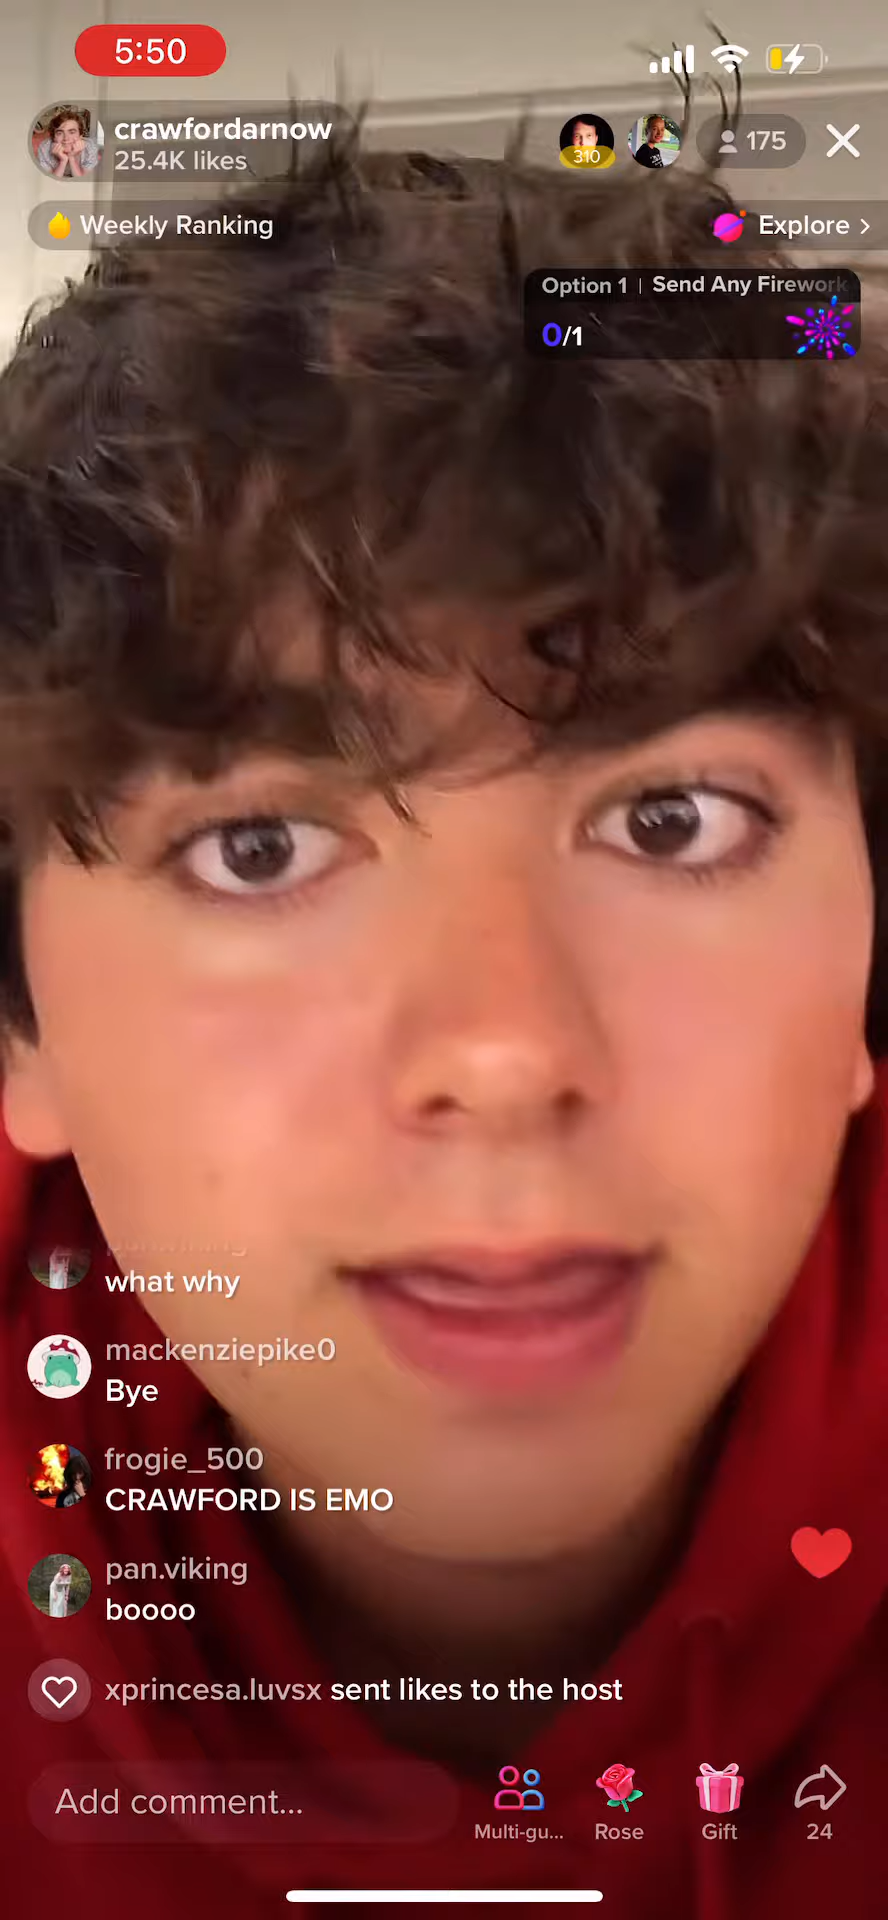 5:50
crawfordarnow
25.4K likes
310
175
Weekly Ranking
Explore
Option 1 | Send Any Firework
0/1
what why
mackenziepike0
Bye
frogie_500
CRAWFORD IS EMO
pan.viking
boooo
xprincesa.luvsx sent likes to the host
Add comment...
Multi-gu...
Rose
Gift
24